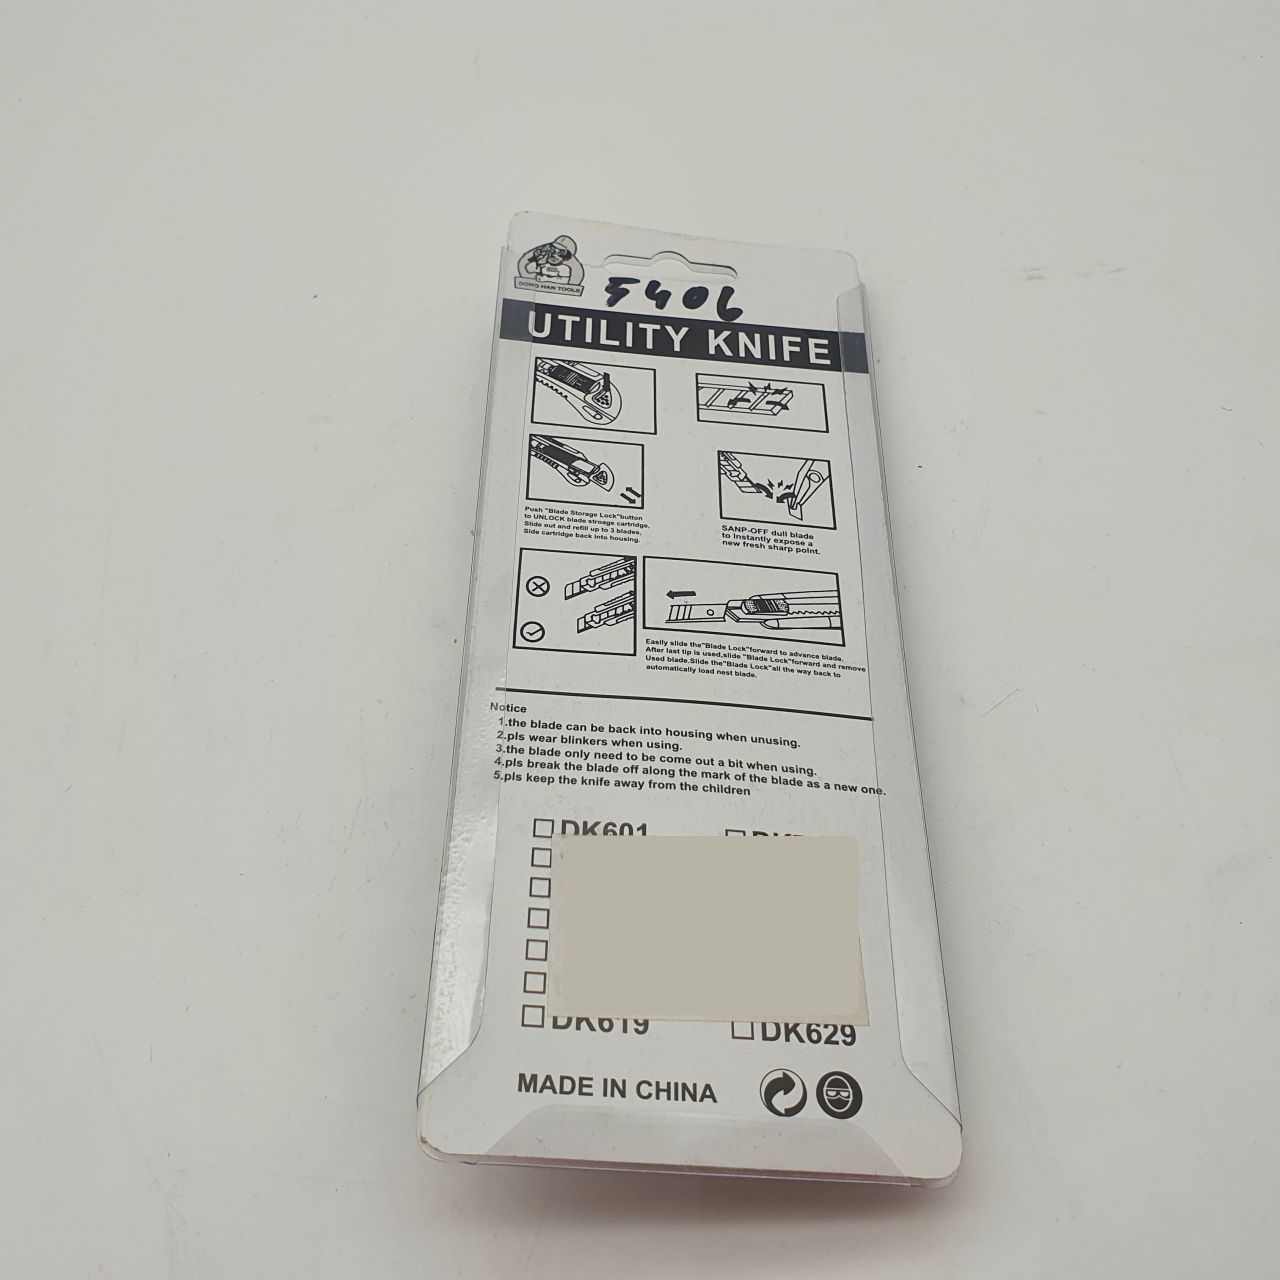 DONG HAN TOOLS
5406
UTILITY KNIFE
Push "Blade Storage Lock"button
to UNLOCK blade stroage cartridge,
Slide out and refill up to 3 blades,
Side cartridge back into housing.
SANP-OFF dull blade
to Instantly expose a
new fresh sharp point.
Easily slide the"Blade Lock"forward to advance blade.
After last tip is used,slide "Blade Lock"forward and remove
Used blade.Slide the"Blade Lock"all the way back to
automatically load nest blade.
Notice
1.the blade can be back into housing when unusing.
2.pls wear blinkers when using.
3.the blade only need to be come out a bit when using.
4.pls break the blade off along the mark of the blade as a new one.
5.pls keep the knife away from the children
DK601
DK619
DK629
MADE IN CHINA